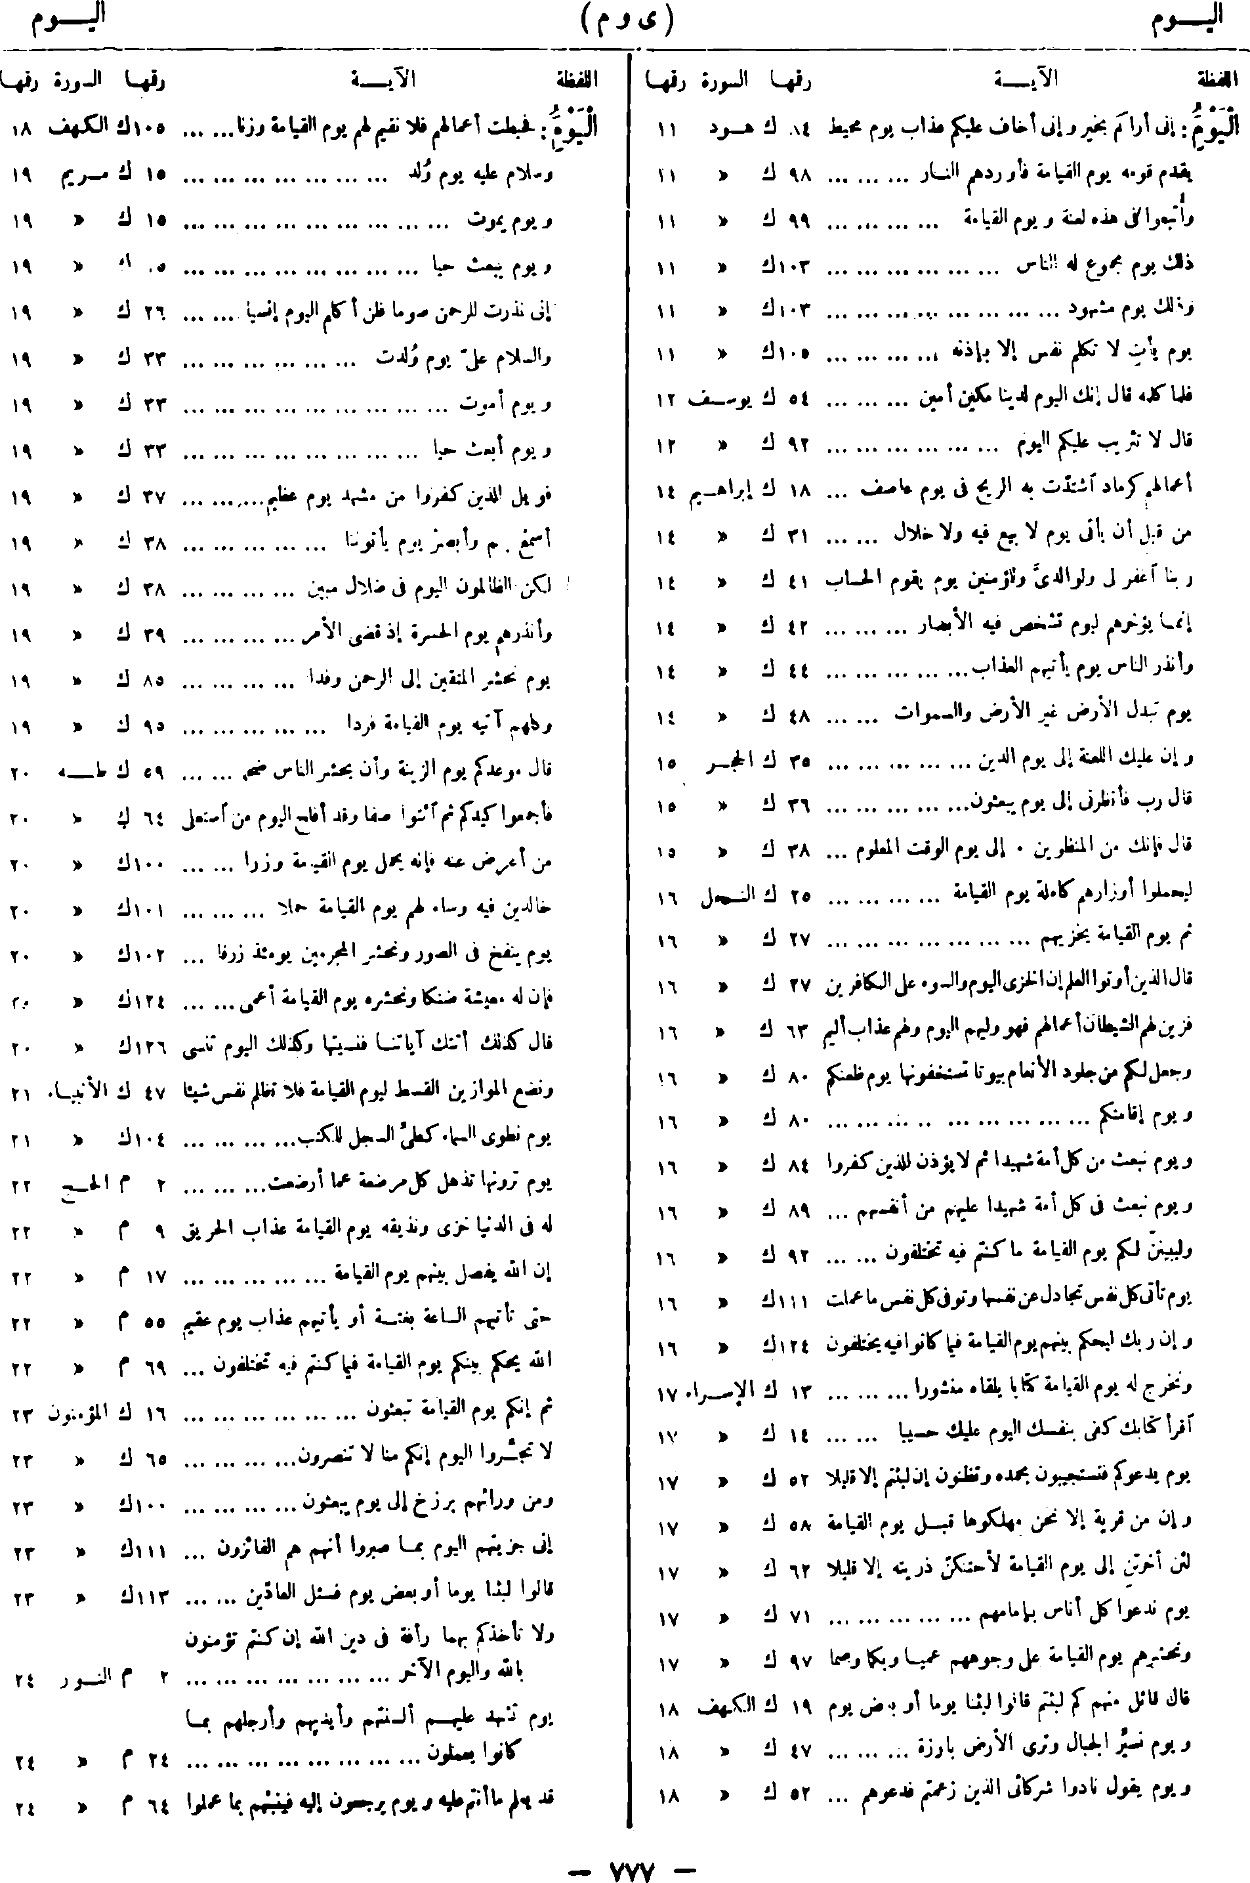 اليوم (ى و م) اليوم
اللفظة الآية رقمها السورة رقمها
الْيَوْمِ: إنى أراكم بخير وإنى أخاف عليكم عذاب يوم محيط ٨٤ ك هود ١١
يقدم قومه يوم القيامة فأوردهم النار ... ... ... ٩٨ ك « ١١
وأُتبعوا فى هذه لعنة ويوم القيامة ... ... ... ... ٩٩ ك « ١١
ذلك يوم مجموع له الناس ... ... ... ... ... ... ١٠٣ك « ١١
وذلك يوم مشهود ... ... ... ... ... ... ... ... ١٠٣ك « ١١
يوم يأتِ لا تكلم نفس إلا بإذنه ... ... ... ... ١٠٥ك « ١١
فلما كلمه قال إنك اليوم لدينا مكين أمين ... ... ... ٥٤ ك يوسف ١٢
قال لا تثريب عليكم اليوم ... ... ... ... ... ... ٩٢ ك « ١٢
أعمالهم كرماد آشتدّت به الريح فى يوم عاصف ... ١٨ ك إبراهيم ١٤
من قبل أن يأتى يوم لا بيع فيه ولا خلال ... ... ٣١ ك « ١٤
ربنا آغفر لى ولوالدىّ وللؤمنين يوم يقوم الحساب ٤١ ك « ١٤
إنما يؤخرهم ليوم تشخص فيه الأبصار ... ... ... ٤٢ ك « ١٤
وأنذر الناس يوم يأتيهم العذاب ... ... ... ... ... ٤٤ ك « ١٤
يوم تبدل الأرض غير الأرض والسموات ... ... ٤٨ ك « ١٤
وإن عليك اللعنة إلى يوم الدين ... ... ... ... ... ٣٥ ك الحجر ١٥
قال رب فأنظرنى إلى يوم يبعثون ... ... ... ... ... ٣٦ ك « ١٥
قال فإنك من المنظرين ٠ إلى يوم الوقت المعلوم ... ٣٨ ك « ١٥
ليحملوا أوزارهم كاملة يوم القيامة ... ... ... ... ٢٥ ك النحل ١٦
ثم يوم القيامة يخزيهم ... ... ... ... ... ... ... ٢٧ ك « ١٦
قال الذين أوتوا العلم إن الخزى اليوم والسوء على الكافرين ٢٧ ك « ١٦
فزين لهم الشيطان أعمالهم فهو وليهم اليوم ولهم عذاب أليم ٦٣ ك « ١٦
وجعل لكم من جلود الأنعام بيوتا تستخفونها يوم ظعنكم ٨٠ ك « ١٦
ويوم إقامتكم ... ... ... ... ... ... ... ... ... ٨٠ ك « ١٦
ويوم نبعث من كل أمة شهيدا ثم لا يؤذن للذين كفروا ٨٤ ك « ١٦
ويوم نبعث فى كل أمة شهيدا عليهم من أنفسهم ... ٨٩ ك « ١٦
وليبيننّ لكم يوم القيامة ما كنتم فيه تختلفون ... ... ٩٢ ك « ١٦
يوم تأتى كل نفس تجادل عن نفسها وتوفى كل نفس ما عملت ١١١ك « ١٦
وإن ربك ليحكم بينهم يوم القيامة فيما كانوا فيه يختلفون ١٢٤ك « ١٦
ونخرج له يوم القيامة كتابا يلقاه منشورا ... ... ... ١٣ ك الإسراء ١٧
آقرأ كتابك كفى بنفسك اليوم عليك حسيبا ... ... ١٤ ك « ١٧
يوم يدعوكم فتستجيبون بحمده وتظنون إن لبثتم إلا قليلا ٥٢ ك « ١٧
وإن من قرية إلا نحن مهلكوها قبل يوم القيامة ٥٨ ك « ١٧
لئن أخرتنِ إلى يوم القيامة لأحتنكنّ ذريته إلا قليلا ٦٢ ك « ١٧
يوم ندعوا كل أناس بإمامهم ... ... ... ... ... ٧١ ك « ١٧
ونحشرهم يوم القيامة على وجوههم عميا وبكما وصما ٩٧ ك « ١٧
قال قائل منهم كم لبثتم قالوا لبثنا يوما أو بعض يوم ١٩ ك الكهف ١٨
ويوم نسيِّر الجبال وترى الأرض بارزة ... ... ... ٤٧ ك « ١٨
ويوم يقول نادوا شركائى الذين زعمتم فدعوهم ... ٥٢ ك « ١٨
اللفظة الآية رقمها السورة رقمها
الْيَوْمِ: فحبطت أعمالهم فلا نقيم لهم يوم القيامة وزنا ... ... ١٠٥ك الكهف ١٨
وسلام عليه يوم وُلد ... ... ... ... ... ... ... ١٥ ك مريم ١٩
ويوم يموت ... ... ... ... ... ... ... ... ... ١٥ ك « ١٩
ويوم يبعث حيا ... ... ... ... ... ... ... ... ك « ١٩
إنى نذرت للرحمن صوما فلن أكلم اليوم إنسيا ... ... ٢٦ ك « ١٩
والسلام علىّ يوم وُلدت ... ... ... ... ... ... ٣٣ ك « ١٩
ويوم أموت ... ... ... ... ... ... ... ... ... ٣٣ ك « ١٩
ويوم أبعث حيا ... ... ... ... ... ... ... ... ٣٣ ك « ١٩
فويل للذين كفروا من مشهد يوم عظيم ... ... ... ٣٧ ك « ١٩
أسمع بهم وأبصر يوم يأتوننا ... ... ... ... ... ٣٨ ك « ١٩
لكن الظالمون اليوم فى ضلال مبين ... ... ... ... ٣٨ ك « ١٩
وأنذرهم يوم الحسرة إذ قضى الأمر ... ... ... ... ٣٩ ك « ١٩
يوم نحشر المتقين إلى الرحمن وفدا ... ... ... ... ٨٥ ك « ١٩
وكلهم آتيه يوم القيامة فردا ... ... ... ... ... ٩٥ ك « ١٩
قال موعدكم يوم الزينة وأن يحشر الناس ضحى ... ... ٥٩ ك طه ٢٠
فأجمعوا كيدكم ثم آئتوا صفا وقد أفلح اليوم من آستعلى ٦٤ ك « ٢٠
من أعرض عنه فإنه يحمل يوم القيامة وزرا ... ... ١٠٠ك « ٢٠
خالدين فيه وساء لهم يوم القيامة حملا ... ... ... ١٠١ك « ٢٠
يوم ينفخ فى الصور ونحشر المجرمين يومئذ زرقا ... ١٠٢ك « ٢٠
فإن له معيشة ضنكا ونحشره يوم القيامة أعمى ... ... ١٢٤ك « ٢٠
قال كذلك أتتك آياتنا فنسيتها وكذلك اليوم تنسى ١٢٦ك « ٢٠
ونضع الموازين القسط ليوم القيامة فلا تظلم نفس شيئا ٤٧ ك الأنبياء ٢١
يوم نطوى السماء كطىّ السجل للكتب ... ... ... ... ١٠٤ك « ٢١
يوم ترونها تذهل كل مرضعة عما أرضعت ... ... ... ٢ م الحج ٢٢
له فى الدنيا خزى ونذيقه يوم القيامة عذاب الحريق ٩ م « ٢٢
إن الله يفصل بينهم يوم القيامة ... ... ... ... ... ١٧ م « ٢٢
حتى تأتيهم الساعة بغتة أو يأتيهم عذاب يوم عقيم ٥٥ م « ٢٢
الله يحكم بينكم يوم القيامة فيما كنتم فيه تختلفون ... ٦٩ م « ٢٢
ثم إنكم يوم القيامة تبعثون ... ... ... ... ... ... ١٦ ك المؤمنون ٢٣
لا تجئروا اليوم إنكم منا لا تنصرون ... ... ... ... ٦٥ ك « ٢٣
ومن ورائهم برزخ إلى يوم يبعثون ... ... ... ... ١٠٠ك « ٢٣
إنى جزيتهم اليوم بما صبروا أنهم هم الفائزون ... ١١١ك « ٢٣
قالوا لبثنا يوما أو بعض يوم فسئل العادّين ... ... ١١٣ك « ٢٣
ولا تأخذكم بهما رأفة فى دين الله إن كنتم تؤمنون
بالله واليوم الآخر ... ... ... ... ... ... ... ٢ م النور ٢٤
يوم تشهد عليهم ألسنتهم وأيديهم وأرجلهم بما
كانوا يعملون ... ... ... ... ... ... ... ... ٢٤ م « ٢٤
قد يعلم ما أنتم عليه ويوم يرجعون إليه فينبئهم بما عملوا ٦٤ م « ٢٤
— ٧٧٧ —